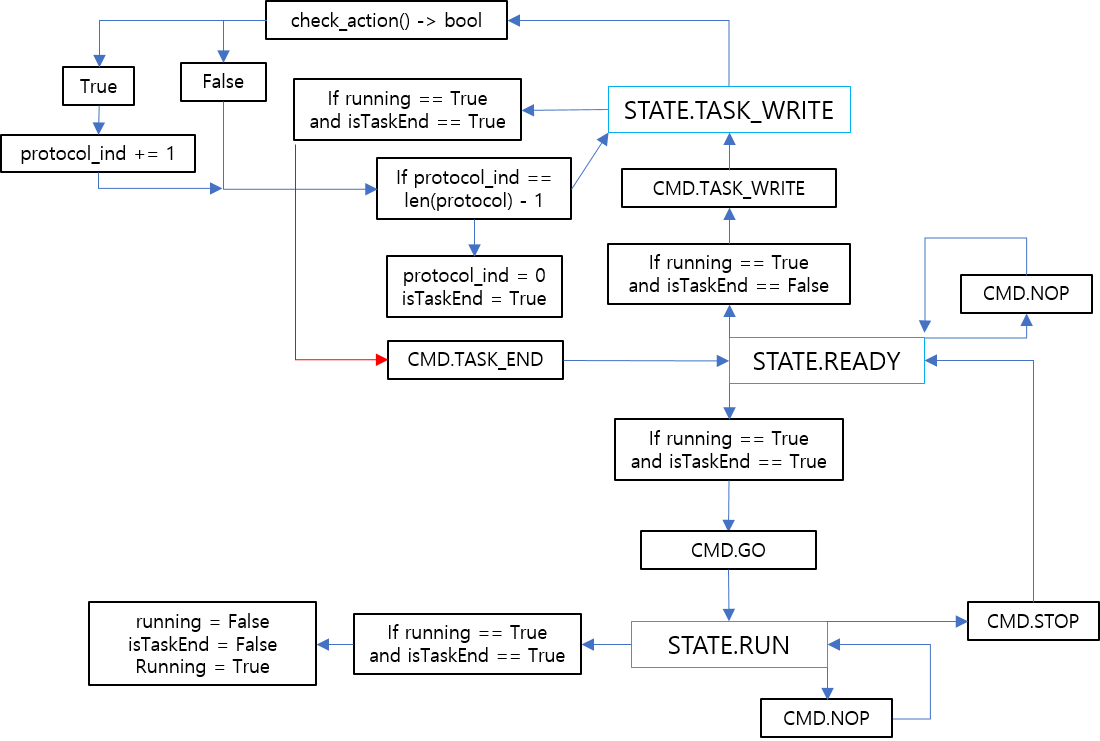 check_action() -> bool
True
False
protocol_ind += 1
If running == True
and isTaskEnd == True
STATE.TASK_WRITE
If protocol_ind ==
len(protocol) - 1
CMD.TASK_WRITE
protocol_ind = 0
isTaskEnd = True
If running == True
and isTaskEnd == False
CMD.NOP
CMD.TASK_END
STATE.READY
If running == True
and isTaskEnd == True
CMD.GO
running = False
isTaskEnd = False
Running = True
If running == True
and isTaskEnd == True
STATE.RUN
CMD.STOP
CMD.NOP